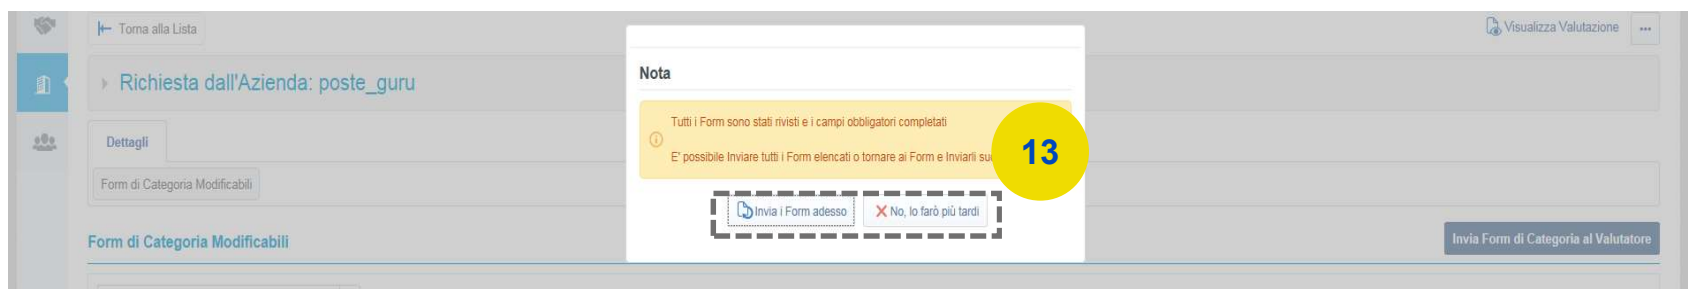 Torna alla Lista
Visualizza Valutazione
Richiesta dall'Azienda: poste_guru
Nota
Tutti i Form sono stati rivisti e i campi obbligatori completati
E' possibile Inviare tutti i Form elencati o tornare ai Form e Inviarli
13
Dettagli
Form di Categoria Modificabili
Invia i Form adesso
No, lo farò più tardi
Form di Categoria Modificabili
Invia Form di Categoria al Valutatore